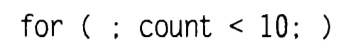 for ( ; count < 10; )